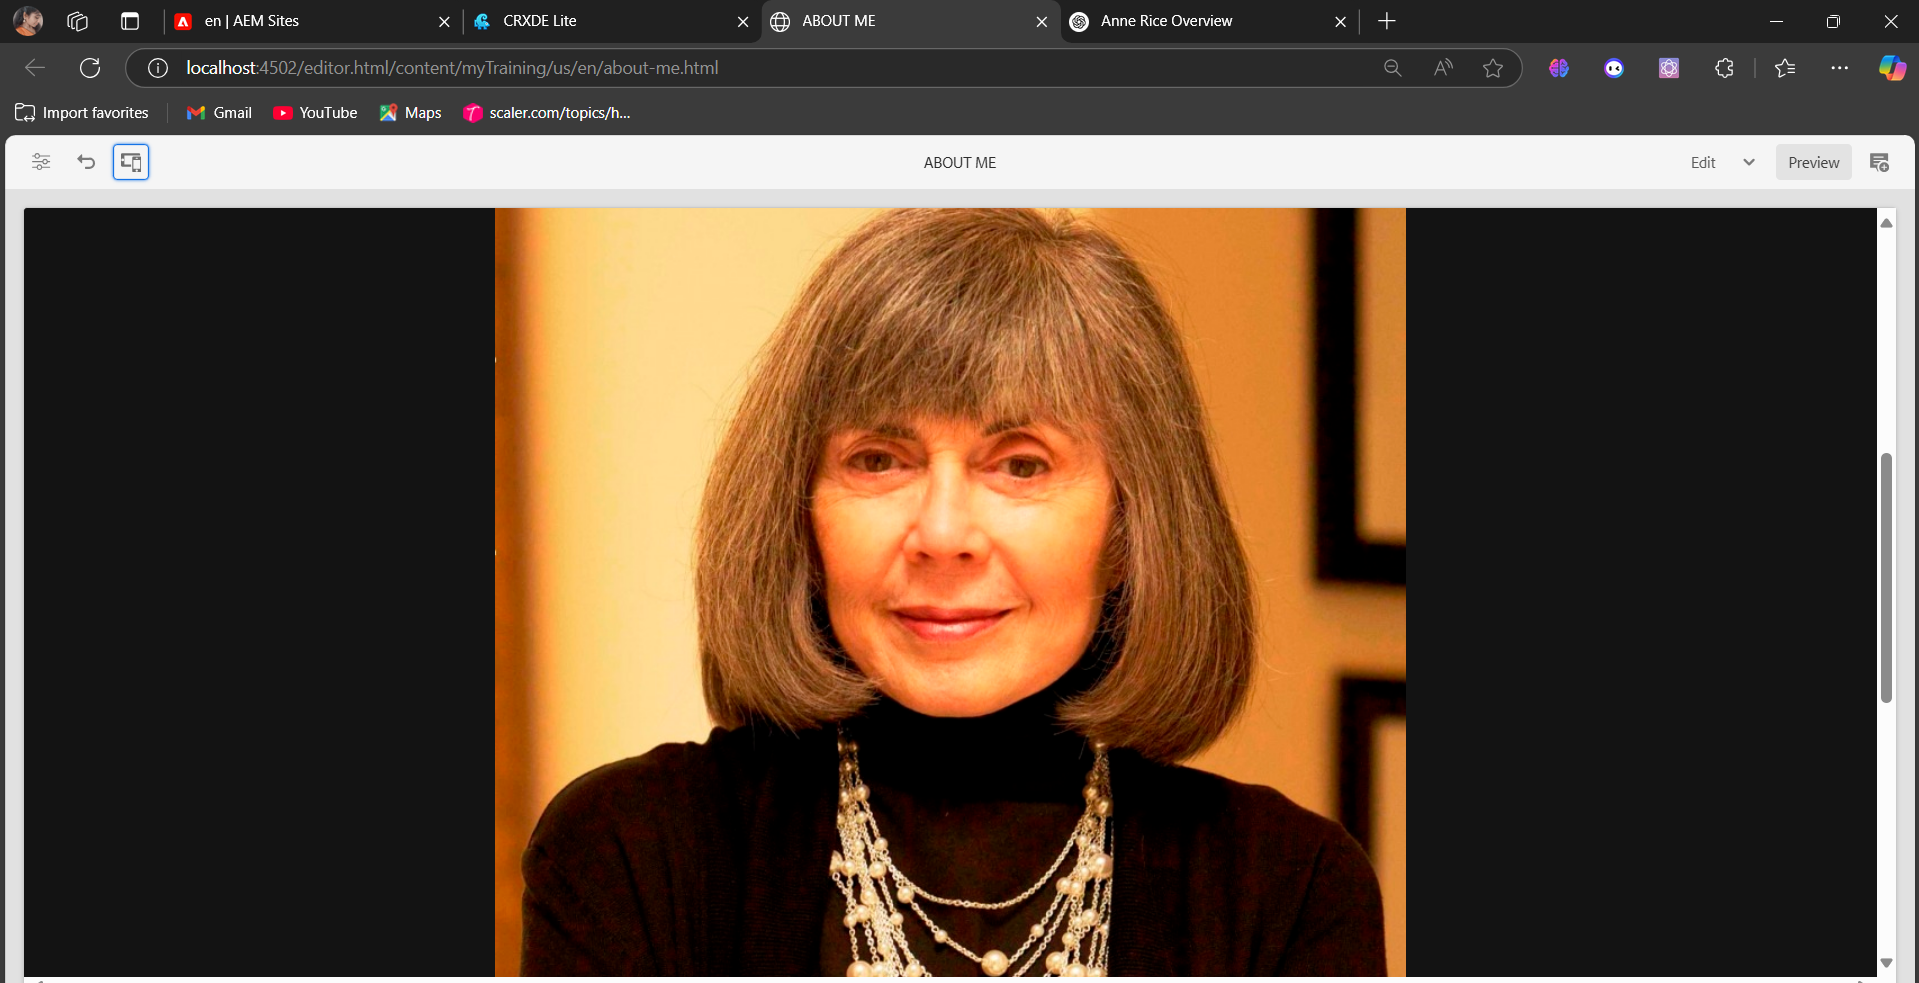 en | AEM Sites
CRXDE Lite
ABOUT ME
Anne Rice Overview
localhost:4502/editor.html/content/myTraining/us/en/about-me.html
Import favorites
Gmail
YouTube
Maps
scaler.com/topics/h...
ABOUT ME
Edit
Preview